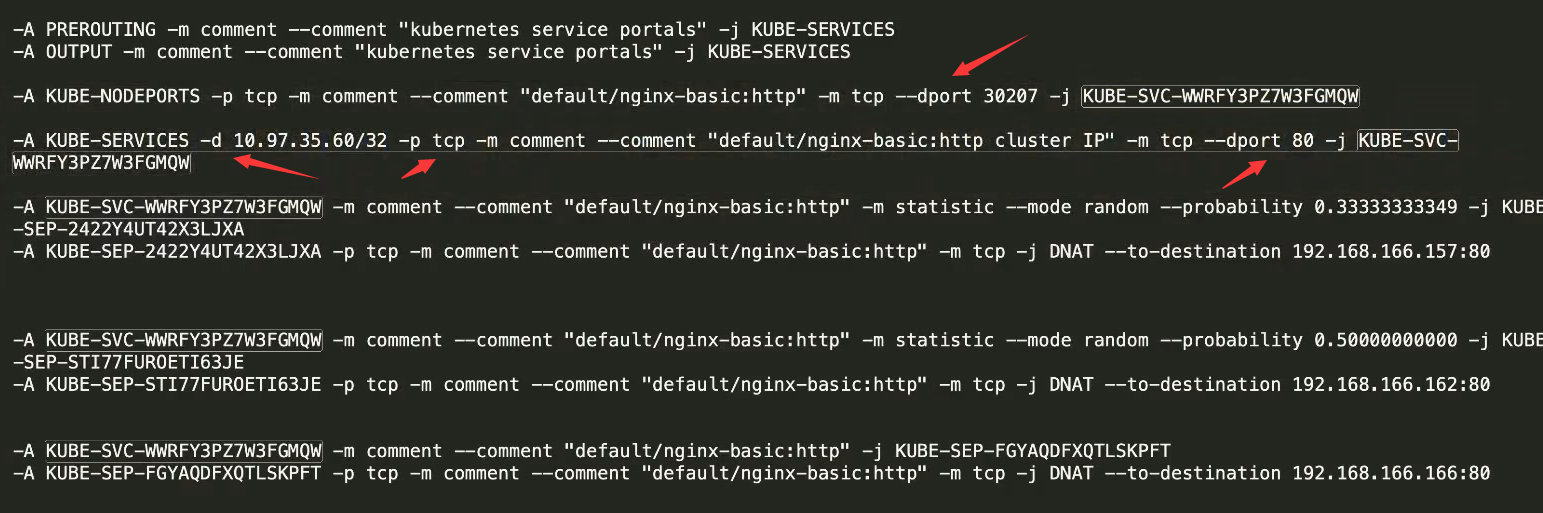 -A PREROUTING -m comment --comment "kubernetes service portals" -j KUBE-SERVICES
-A OUTPUT -m comment --comment "kubernetes service portals" -j KUBE-SERVICES
-A KUBE-NODEPORTS -p tcp -m comment --comment "default/nginx-basic:http" -m tcp --dport 30207 -j KUBE-SVC-WWRFY3PZ7W3FGMQW
-A KUBE-SERVICES -d 10.97.35.60/32 -p tcp -m comment --comment "default/nginx-basic:http cluster IP" -m tcp --dport 80 -j KUBE-SVC-
WWRFY3PZ7W3FGMQW
-A KUBE-SVC-WWRFY3PZ7W3FGMQW -m comment --comment "default/nginx-basic:http" -m statistic --mode random --probability 0.33333333349 -j KUBE
-SEP-2422Y4UT42X3LJXA
-A KUBE-SEP-2422Y4UT42X3LJXA -p tcp -m comment --comment "default/nginx-basic:http" -m tcp -j DNAT --to-destination 192.168.166.157:80
-A KUBE-SVC-WWRFY3PZ7W3FGMQW -m comment --comment "default/nginx-basic:http" -m statistic --mode random --probability 0.50000000000 -j KUBE
-SEP-STI77FUROETI63JE
-A KUBE-SEP-STI77FUROETI63JE -p tcp -m comment --comment "default/nginx-basic:http" -m tcp -j DNAT --to-destination 192.168.166.162:80
-A KUBE-SVC-WWRFY3PZ7W3FGMQW -m comment --comment "default/nginx-basic:http" -j KUBE-SEP-FGYAQDFXQTLSKPFT
-A KUBE-SEP-FGYAQDFXQTLSKPFT -p tcp -m comment --comment "default/nginx-basic:http" -m tcp -j DNAT --to-destination 192.168.166.166:80